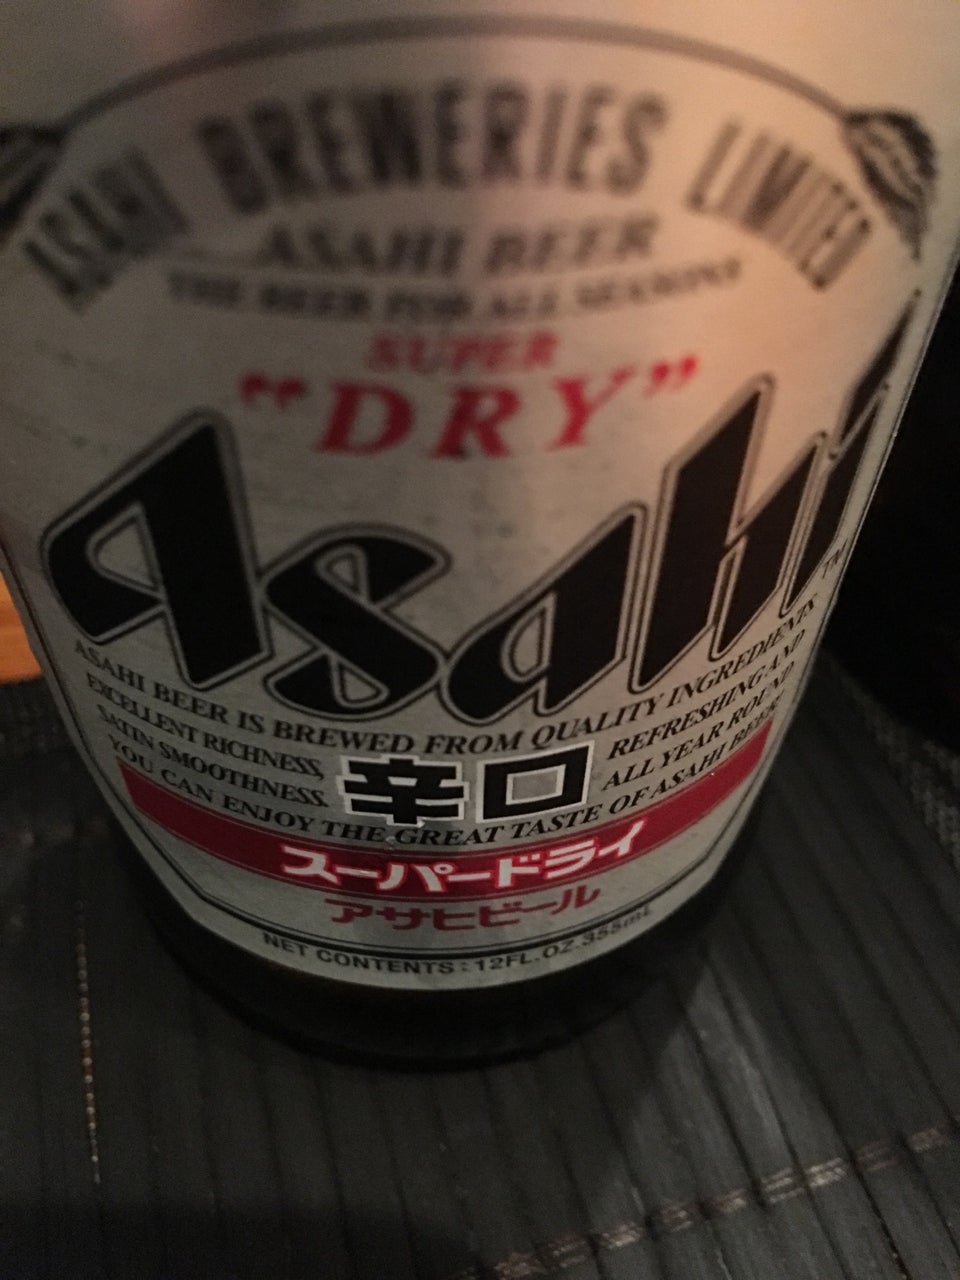 ASAHI BREWERIES LIMITED
ASAHI BEER
THE BEER FOR ALL SEASONS
SUPER
"DRY"
Asahi
TM
ASAHI BEER IS BREWED FROM QUALITY INGREDIENTS
EXCELLENT RICHNESS, REFRESHING AND
SATIN SMOOTHNESS. 辛口 ALL YEAR ROUND
YOU CAN ENJOY THE GREAT TASTE OF ASAHI BEER
スーパードライ
アサヒビール
NET CONTENTS: 12FL.OZ.355mL